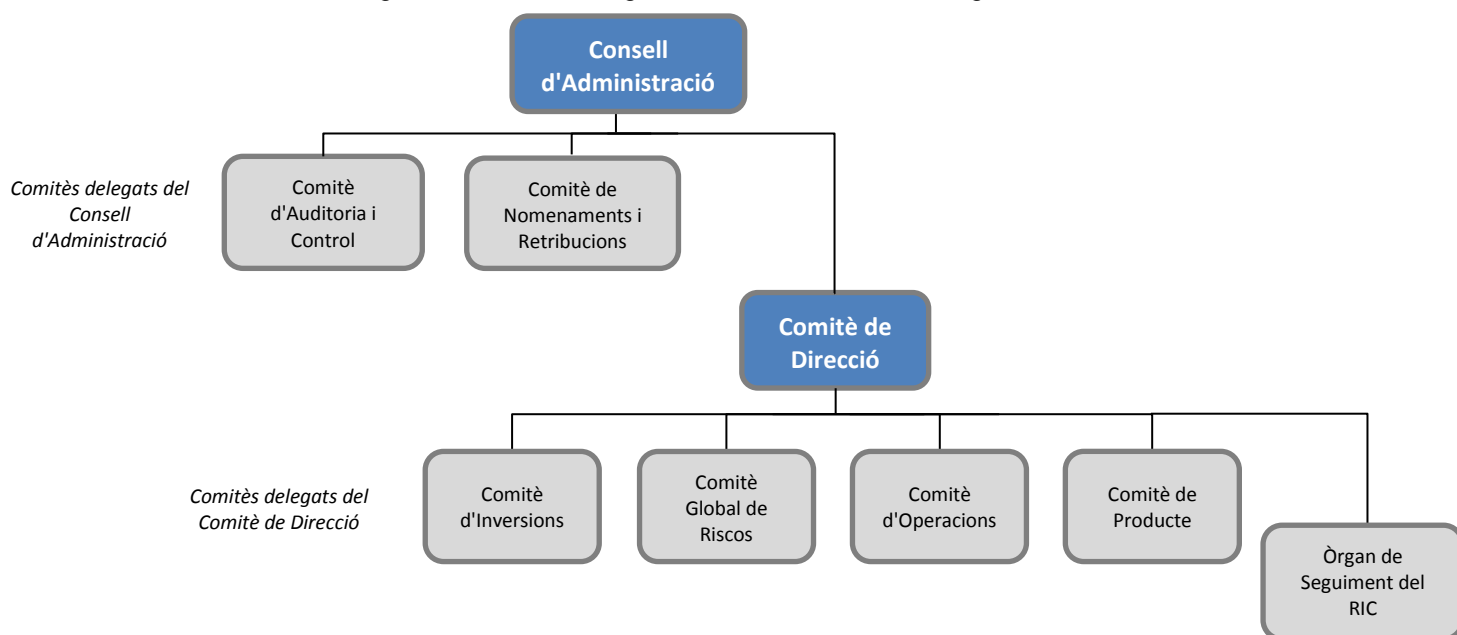 Consell
d'Administració
Comitès delegats del
Consell
d'Administració
Comitè
d'Auditoria i
Control
Comitè de
Nomenaments i
Retribucions
Comitè de
Direcció
Comitès delegats del
Comitè de Direcció
Comitè
d'Inversions
Comitè
Global de
Riscos
Comitè
d'Operacions
Comitè de
Producte
Òrgan de
Seguiment del
RIC